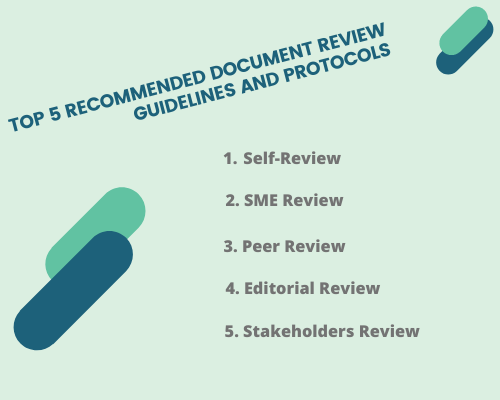 TOP 5 RECOMMENDED DOCUMENT REVIEW
GUIDELINES AND PROTOCOLS
1. Self-Review
2. SME Review
3. Peer Review
4. Editorial Review
5. Stakeholders Review